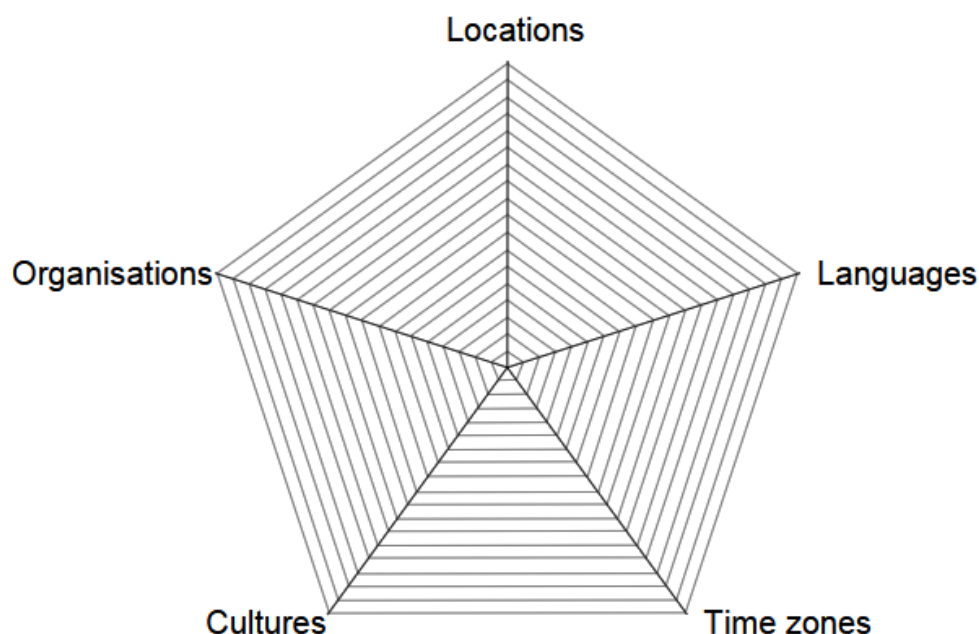 Locations
Organisations
Languages
Cultures
Time zones